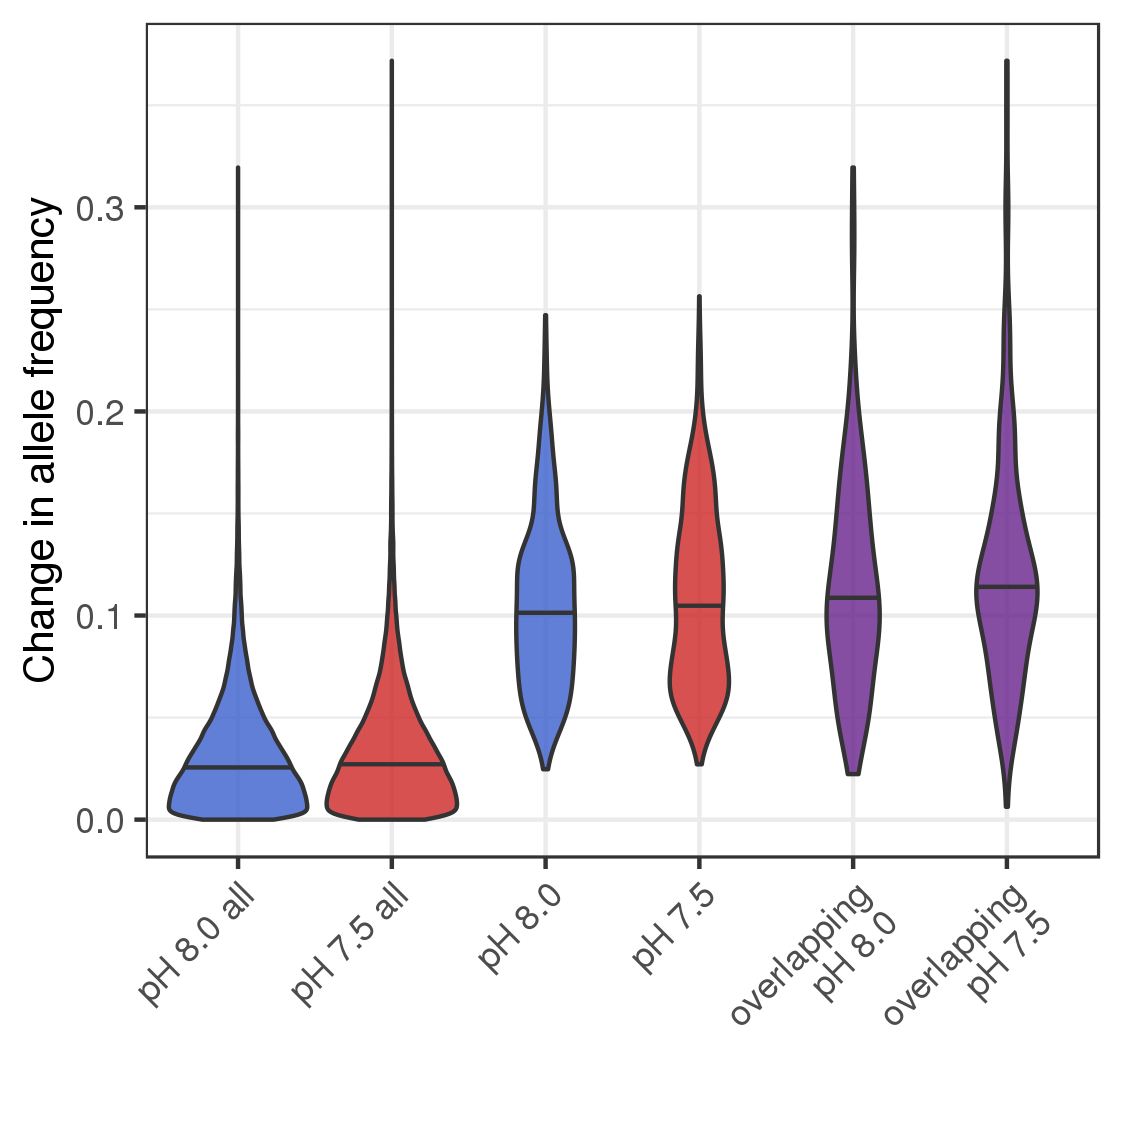 Change in allele frequency
0.3
0.2
0.1
0.0
pH 8.0 all
pH 7.5 all
pH 8.0
pH 7.5
overlapping
pH 8.0
overlapping
pH 7.5